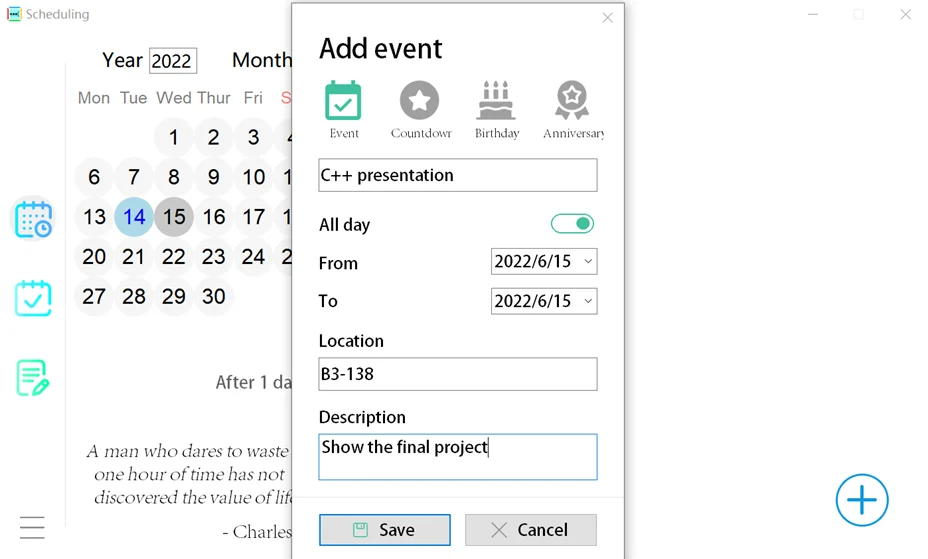 Scheduling
Year 2022 Month
Mon Tue Wed Thur Fri S
1 2 3 4
6 7 8 9 10 1
13 14 15 16 17 1
20 21 22 23 24 2
27 28 29 30
After 1 da
A man who dares to waste
one hour of time has not
discovered the value of life
- Charles
Add event
Event Countdowr Birthday Anniversary
C++ presentation
All day
From 2022/6/15
To 2022/6/15
Location
B3-138
Description
Show the final project
Save Cancel